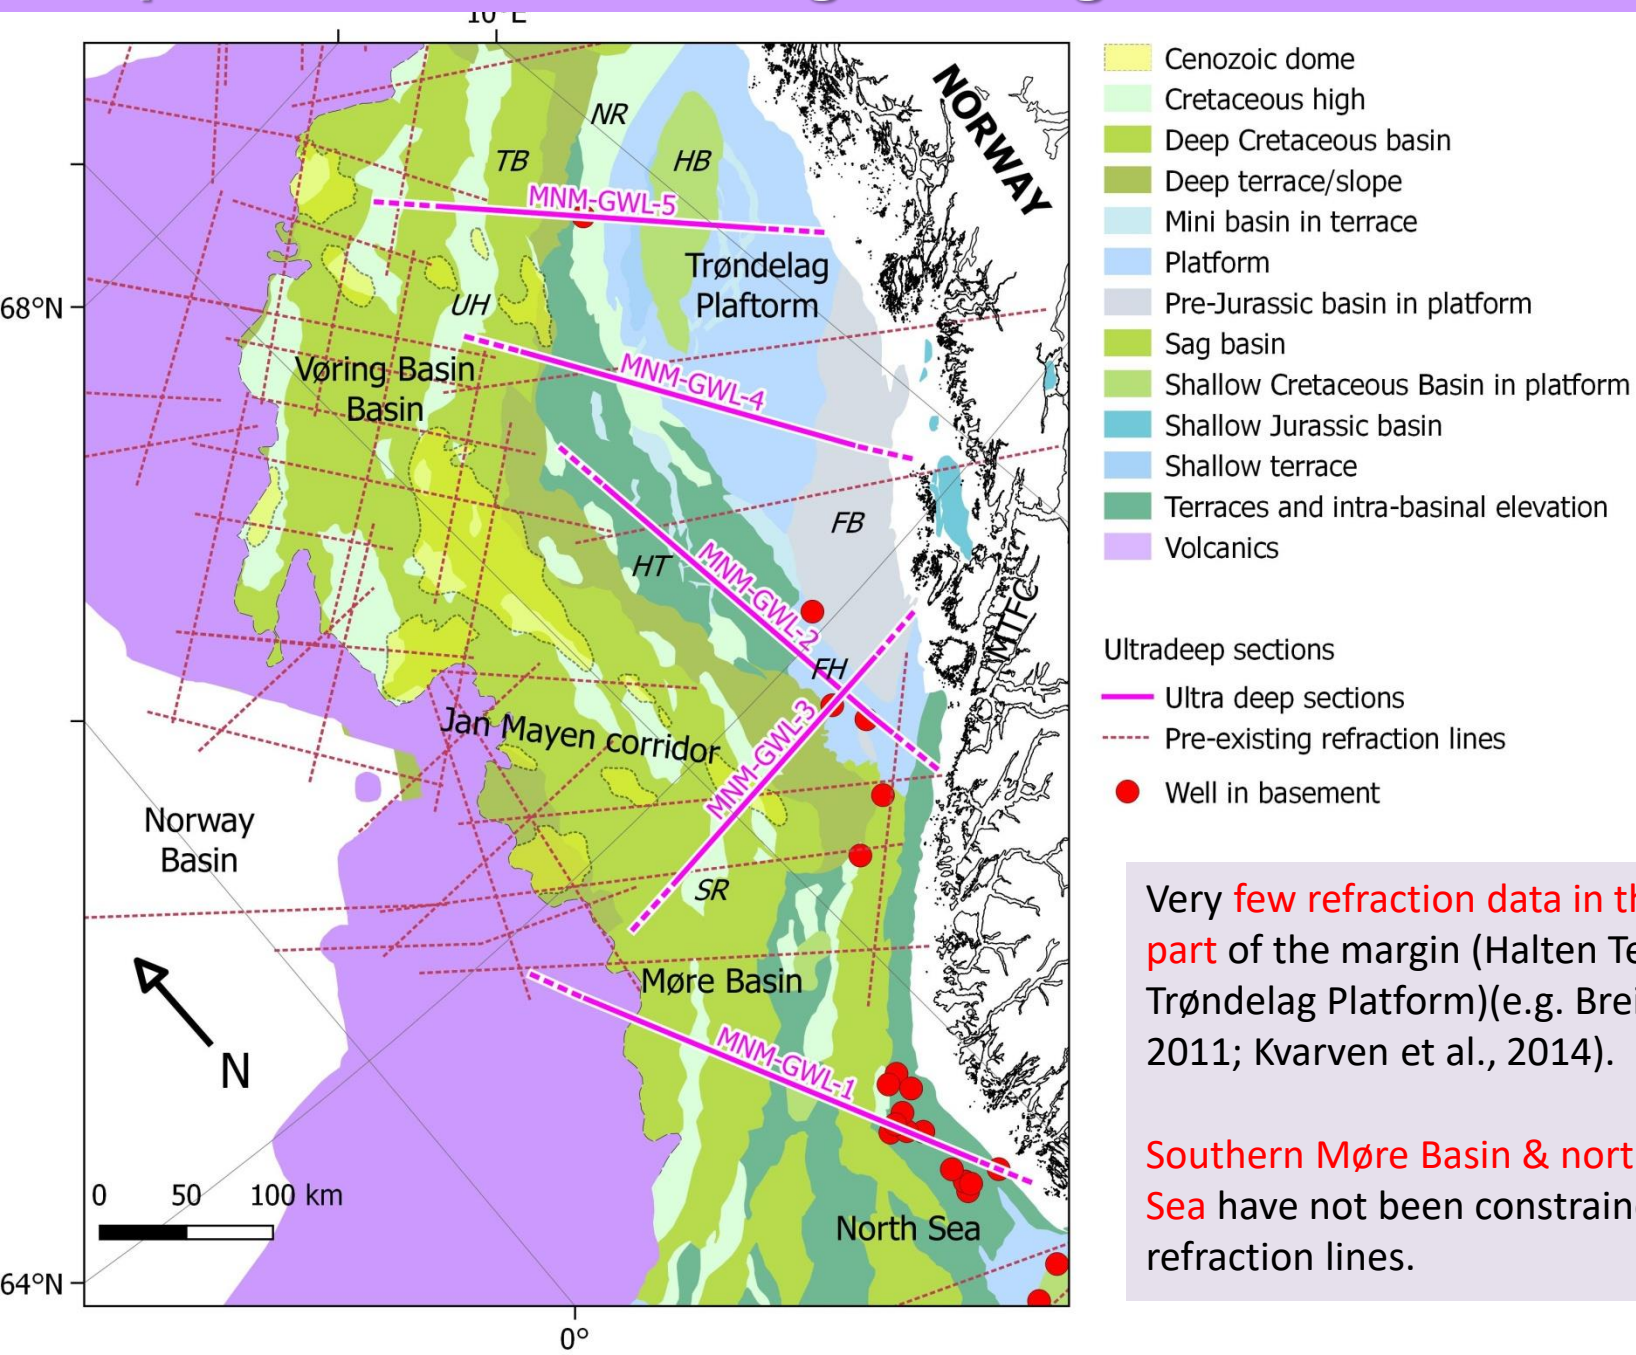 10°E
NORWAY
NR
TB
HB
MNM-GWL-5
Trøndelag
Plaftorm
68°N
UH
MNM-GWL-4
Vøring Basin
Basin
FB
HT
MNM-GWL-2
MTFC
FH
MNM-GWL-3
Jan Mayen corridor
Norway
Basin
SR
Møre Basin
MNM-GWL-1
N
0 50 100 km
North Sea
64°N
0°
Cenozoic dome
Cretaceous high
Deep Cretaceous basin
Deep terrace/slope
Mini basin in terrace
Platform
Pre-Jurassic basin in platform
Sag basin
Shallow Cretaceous Basin in platform
Shallow Jurassic basin
Shallow terrace
Terraces and intra-basinal elevation
Volcanics
Ultradeep sections
Ultra deep sections
Pre-existing refraction lines
Well in basement
Very few refraction data in th
part of the margin (Halten Te
Trøndelag Platform)(e.g. Brei
2011; Kvarven et al., 2014).
Southern Møre Basin & nort
Sea have not been constrain
refraction lines.